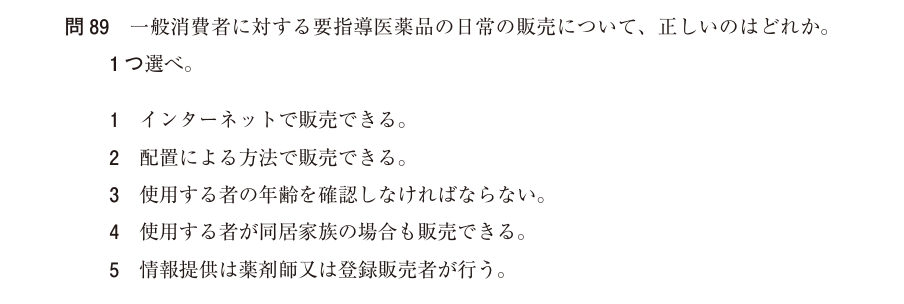 問 89　一般消費者に対する要指導医薬品の日常の販売について、正しいのはどれか。
1 つ選べ。
1　インターネットで販売できる。
2　配置による方法で販売できる。
3　使用する者の年齢を確認しなければならない。
4　使用する者が同居家族の場合も販売できる。
5　情報提供は薬剤師又は登録販売者が行う。